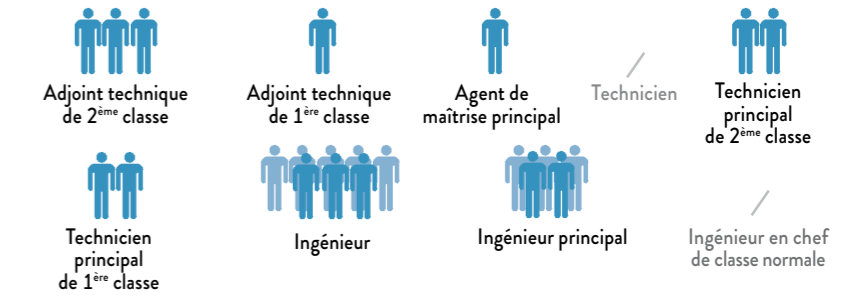 Adjoint technique
de 2ème classe
Adjoint technique
de 1ère classe
Agent de
maîtrise principal
Technicien
Technicien
principal
de 2ème classe
Technicien
principal
de 1ère classe
Ingénieur
Ingénieur principal
Ingénieur en chef
de classe normale